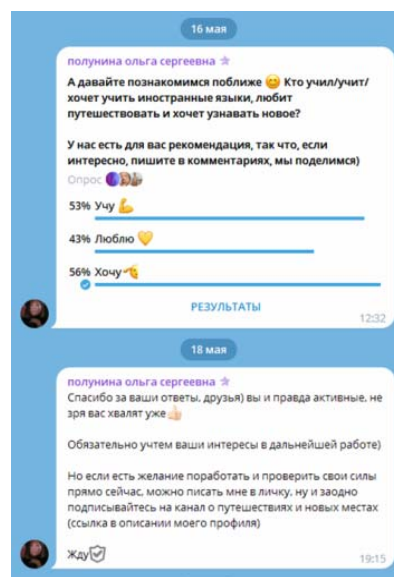 16 мая
полунина ольга сергеевна
А давайте познакомимся поближе 😊 Кто учил/учит/
хочет учить иностранные языки, любит
путешествовать и хочет узнавать новое?
У нас есть для вас рекомендация, так что, если
интересно, пишите в комментариях, мы поделимся)
Опрос
53% Учу 💪
43% Люблю 💛
56% Хочу
РЕЗУЛЬТАТЫ
12:32
18 мая
полунина ольга сергеевна
Спасибо за ваши ответы, друзья) вы и правда активные, не
зря вас хвалят уже 👍🏻
Обязательно учтем ваши интересы в дальнейшей работе)
Но если есть желание поработать и проверить свои силы
прямо сейчас, можно писать мне в личку, ну и заодно
подписывайтесь на канал о путешествиях и новых местах
(ссылка в описании моего профиля)
Жду
19:15